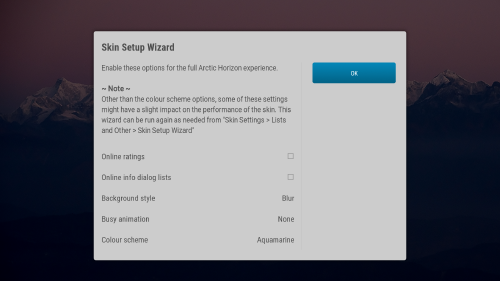 Skin Setup Wizard
Enable these options for the full Arctic Horizon experience.
OK
~ Note ~
Other than the colour scheme options, some of these settings
might have a slight impact on the performance of the skin. This
wizard can be run again as needed from "Skin Settings > Lists
and Other > Skin Setup Wizard"
Online ratings
Online info dialog lists
Background style Blur
Busy animation None
Colour scheme Aquamarine